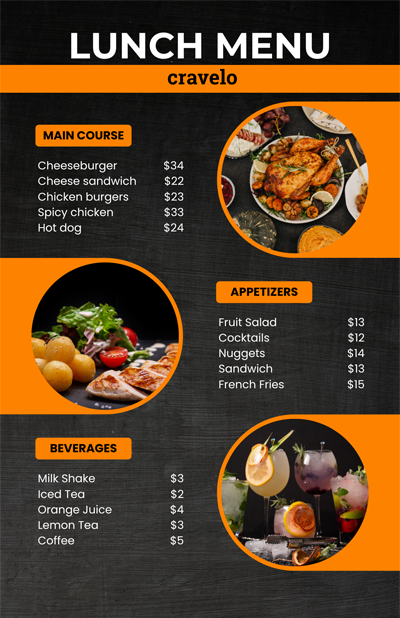 LUNCH MENU
cravelo
MAIN COURSE
Cheeseburger $34
Cheese sandwich $22
Chicken burgers $23
Spicy chicken $33
Hot dog $24
APPETIZERS
Fruit Salad $13
Cocktails $12
Nuggets $14
Sandwich $13
French Fries $15
BEVERAGES
Milk Shake $3
Iced Tea $2
Orange Juice $4
Lemon Tea $3
Coffee $5